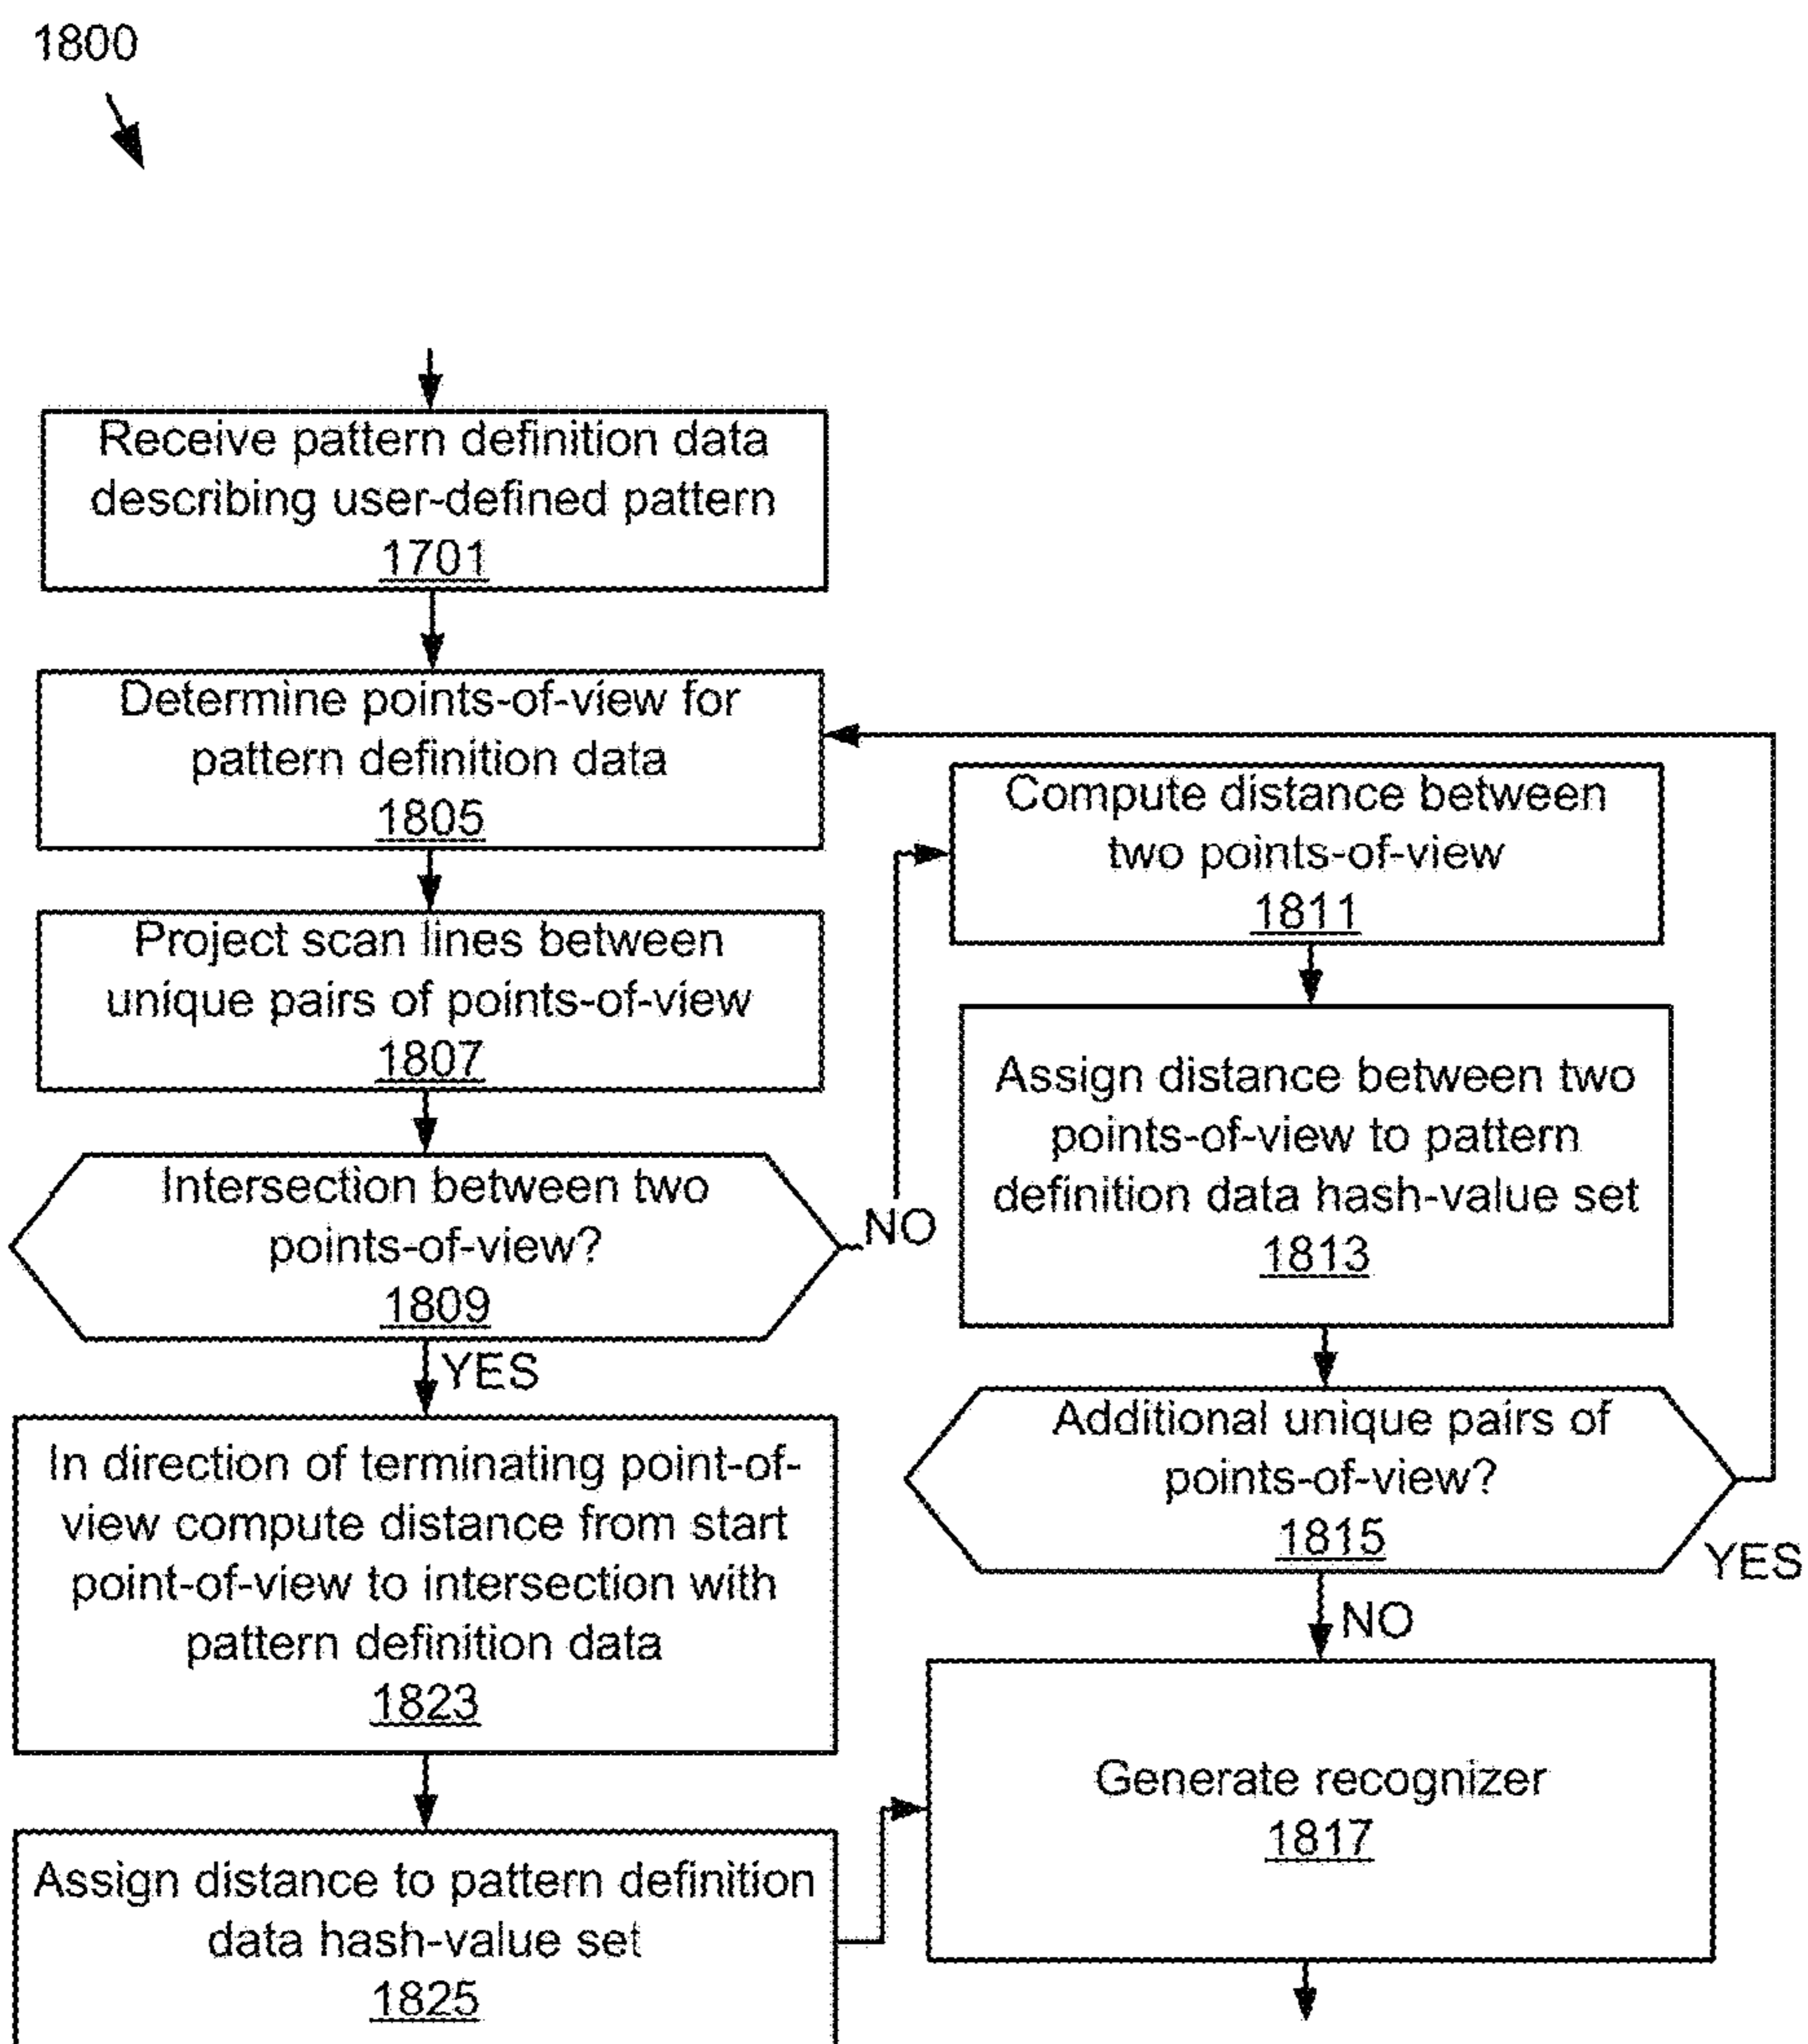 1800
Receive pattern definition data
describing user-defined pattern
1701
Determine points-of-view for
pattern definition data
1805
Project scan lines between
unique pairs of points-of-view
1807
Intersection between two
points-of-view?
1809
NO
YES
In direction of terminating point-of-
view compute distance from start
point-of-view to intersection with
pattern definition data
1823
Assign distance to pattern definition
data hash-value set
1825
Compute distance between
two points-of-view
1811
Assign distance between two
points-of-view to pattern
definition data hash-value set
1813
Additional unique pairs of
points-of-view?
1815
YES
NO
Generate recognizer
1817